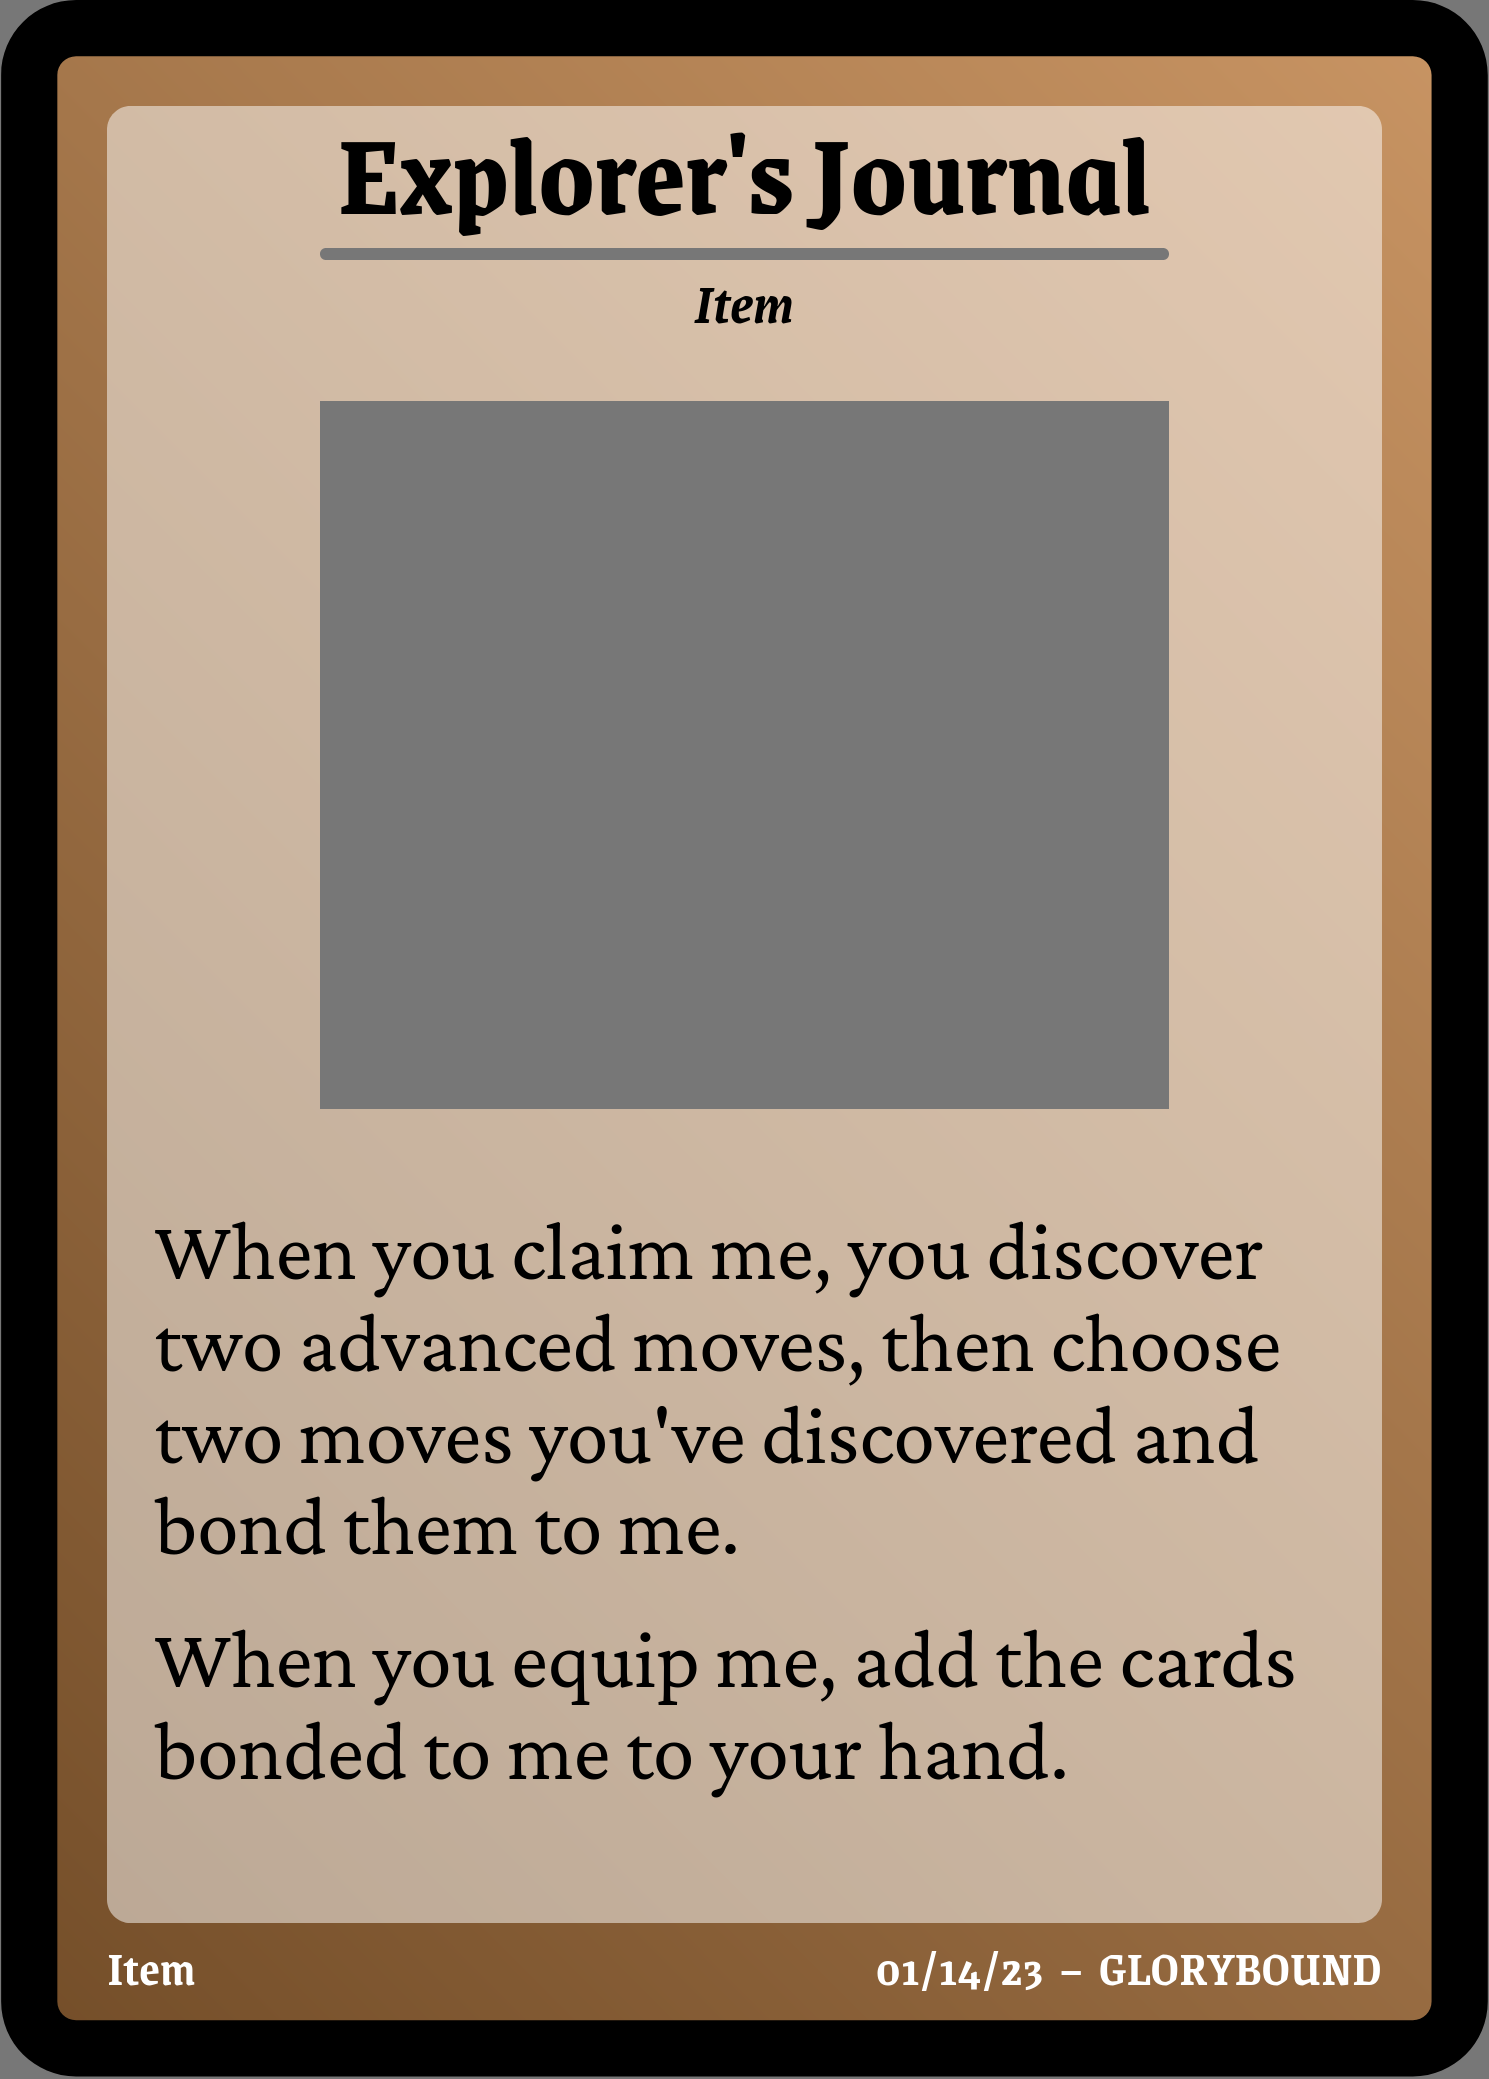 Explorer's Journal
Item
When you claim me, you discover
two advanced moves, then choose
two moves you've discovered and
bond them to me.
When you equip me, add the cards
bonded to me to your hand.
Item
01/14/23 – GLORYBOUND